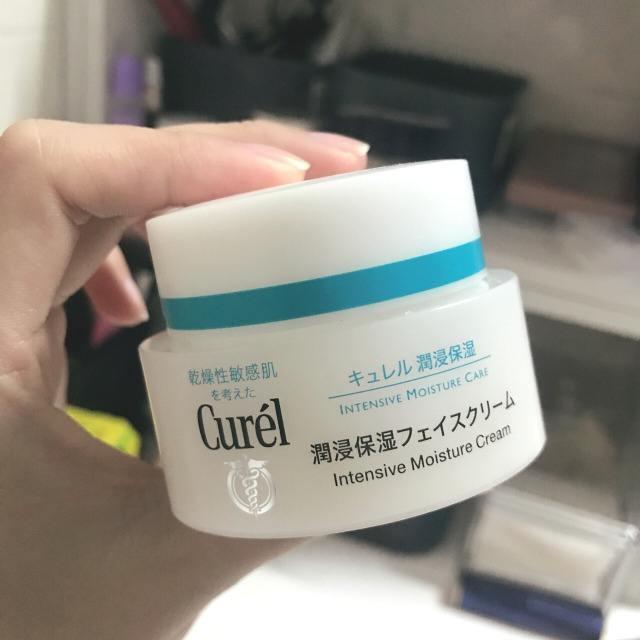 乾燥性敏感肌
を考えた
Curél
キュレル 潤浸保湿
INTENSIVE MOISTURE CARE
潤浸保湿フェイスクリーム
Intensive Moisture Cream